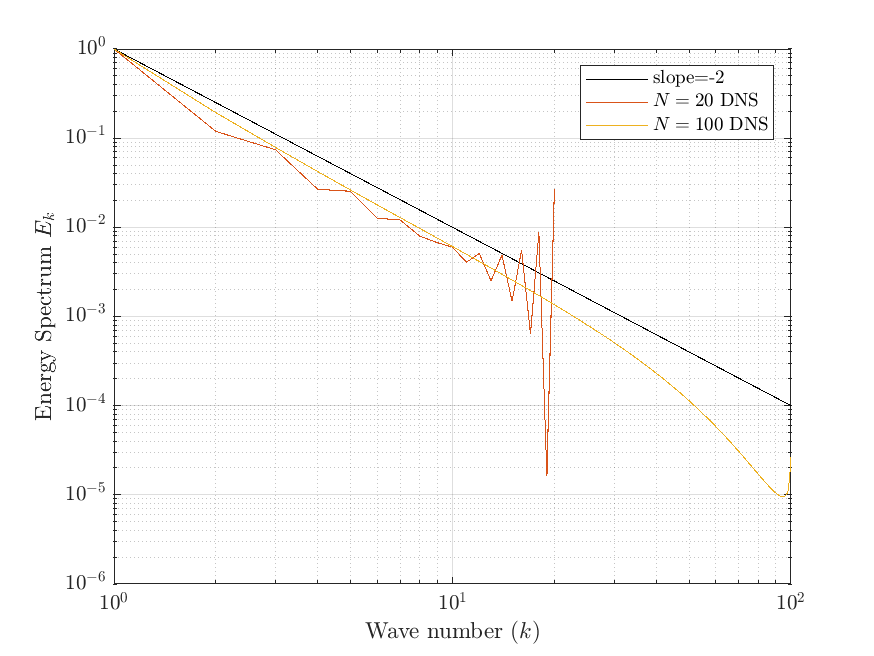 10^0
10^-1
10^-2
10^-3
10^-4
10^-5
10^-6
Energy Spectrum E_k
slope=-2
N = 20 DNS
N = 100 DNS
10^0 10^1 10^2
Wave number (k)